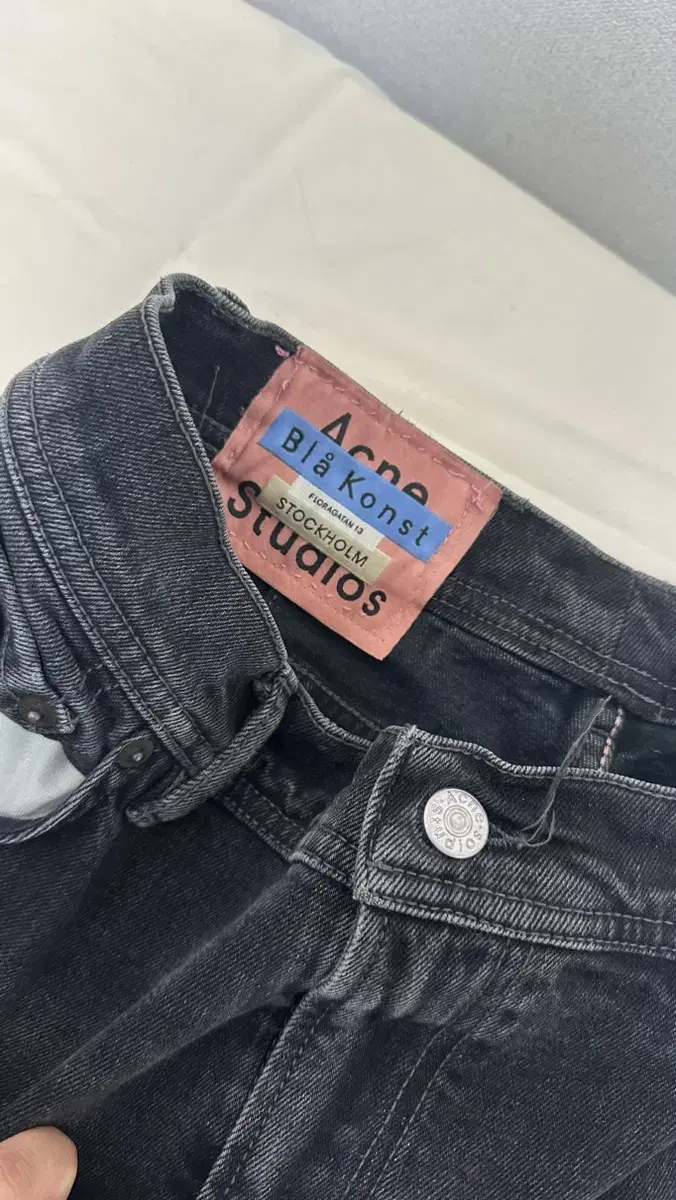 Acne
Blå Konst
FLORAGATAN 13
STOCKHOLM
Studios
Acne Studios